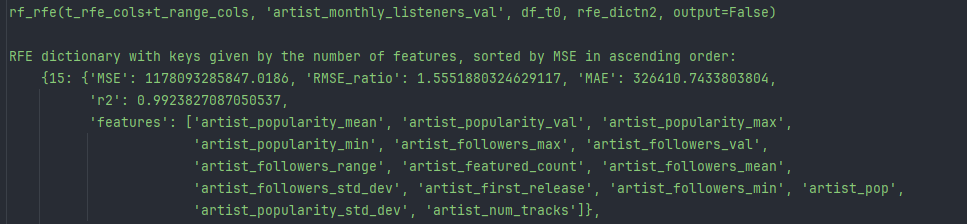 rf_rfe(t_rfe_cols+t_range_cols, 'artist_monthly_listeners_val', df_t0, rfe_dictn2, output=False)
RFE dictionary with keys given by the number of features, sorted by MSE in ascending order:
{15: {'MSE': 1178093285847.0186, 'RMSE_ratio': 1.5551880324629117, 'MAE': 326410.7433803804,
'r2': 0.9923827087050537,
'features': ['artist_popularity_mean', 'artist_popularity_val', 'artist_popularity_max',
'artist_popularity_min', 'artist_followers_max', 'artist_followers_val',
'artist_followers_range', 'artist_featured_count', 'artist_followers_mean',
'artist_followers_std_dev', 'artist_first_release', 'artist_followers_min', 'artist_pop',
'artist_popularity_std_dev', 'artist_num_tracks']},